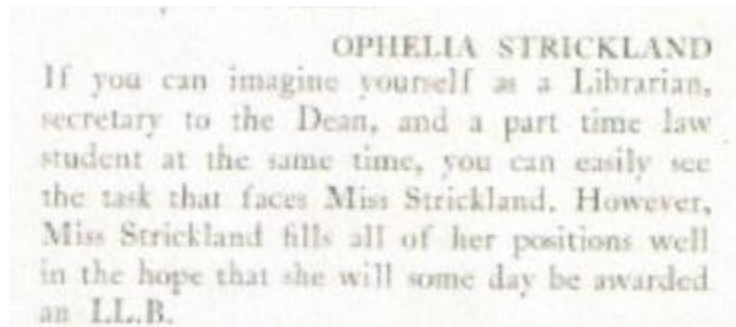 OPHELIA STRICKLAND
If you can imagine yourself as a Librarian,
secretary to the Dean, and a part time law
student at the same time, you can easily see
the task that faces Miss Strickland. However,
Miss Strickland fills all of her positions well
in the hope that she will some day be awarded
an LL.B.